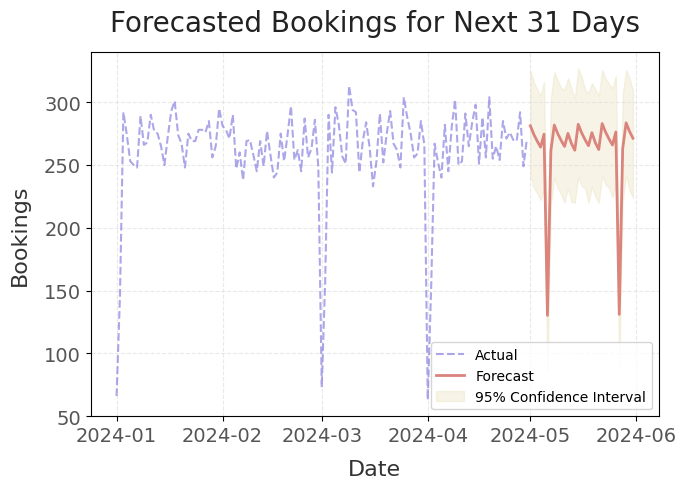 Forecasted Bookings for Next 31 Days
Bookings
300
250
200
150
100
50
Actual
Forecast
95% Confidence Interval
2024-01
2024-02
2024-03
2024-04
2024-05
2024-06
Date